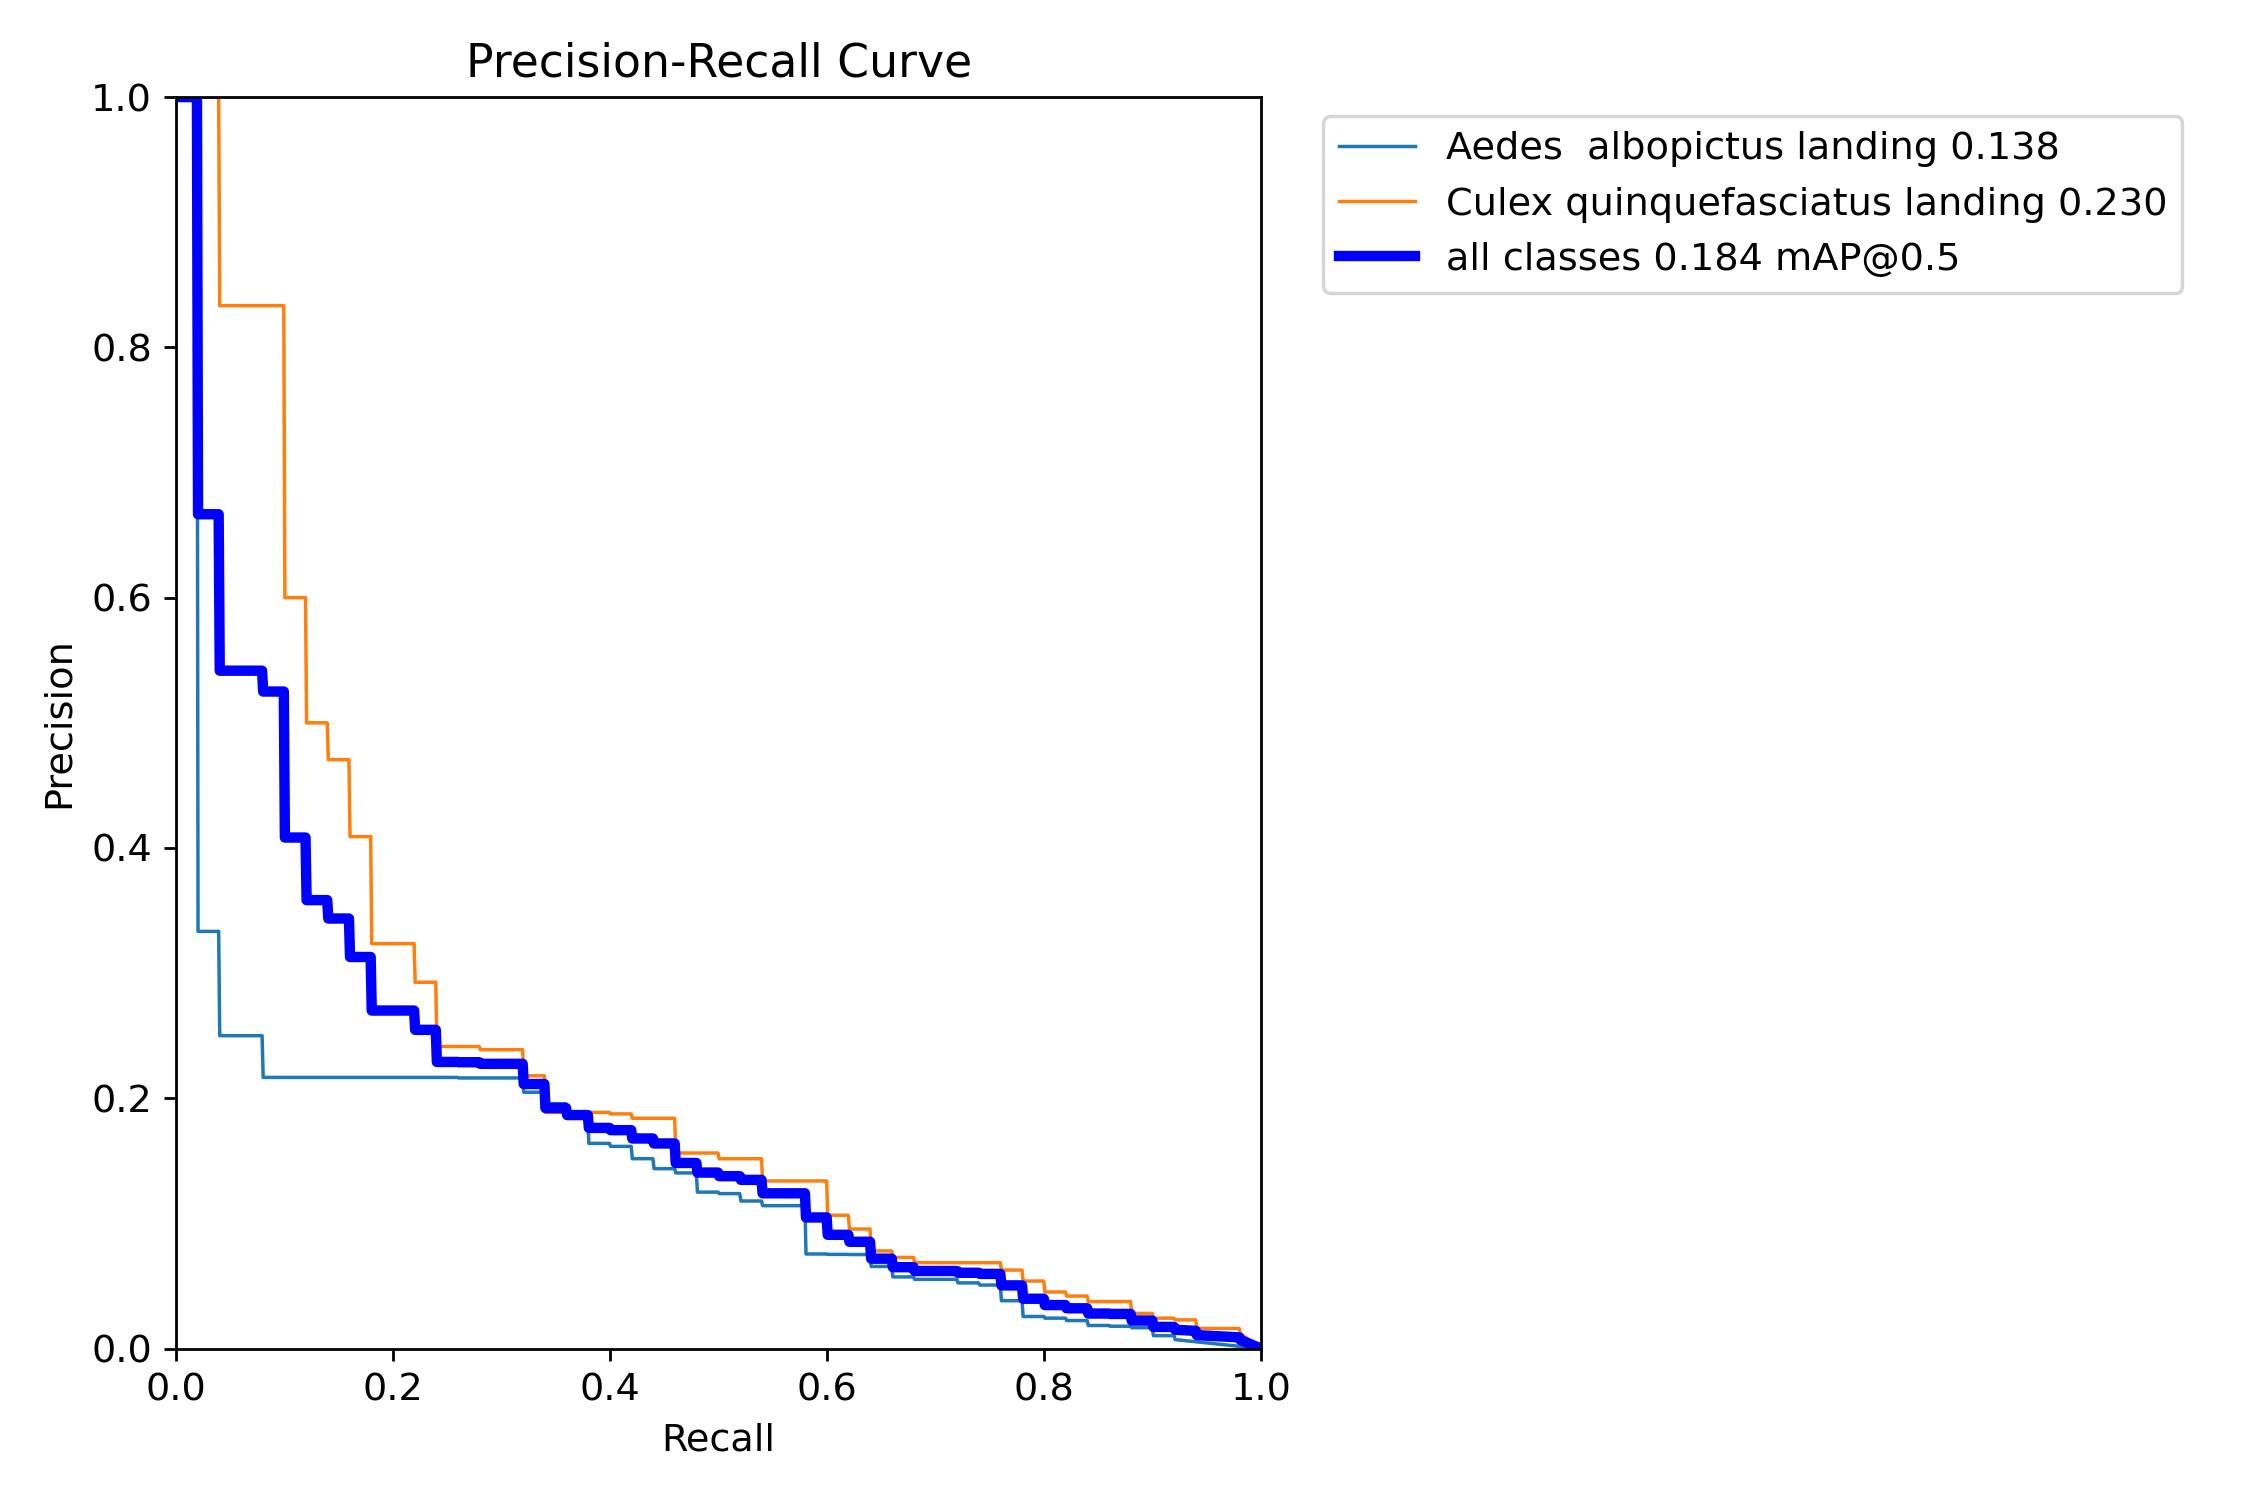 Precision-Recall Curve
1.0
0.8
0.6
0.4
0.2
0.0
Precision
0.0 0.2 0.4 0.6 0.8 1.0
Recall
Aedes  albopictus landing 0.138
Culex quinquefasciatus landing 0.230
all classes 0.184 mAP@0.5